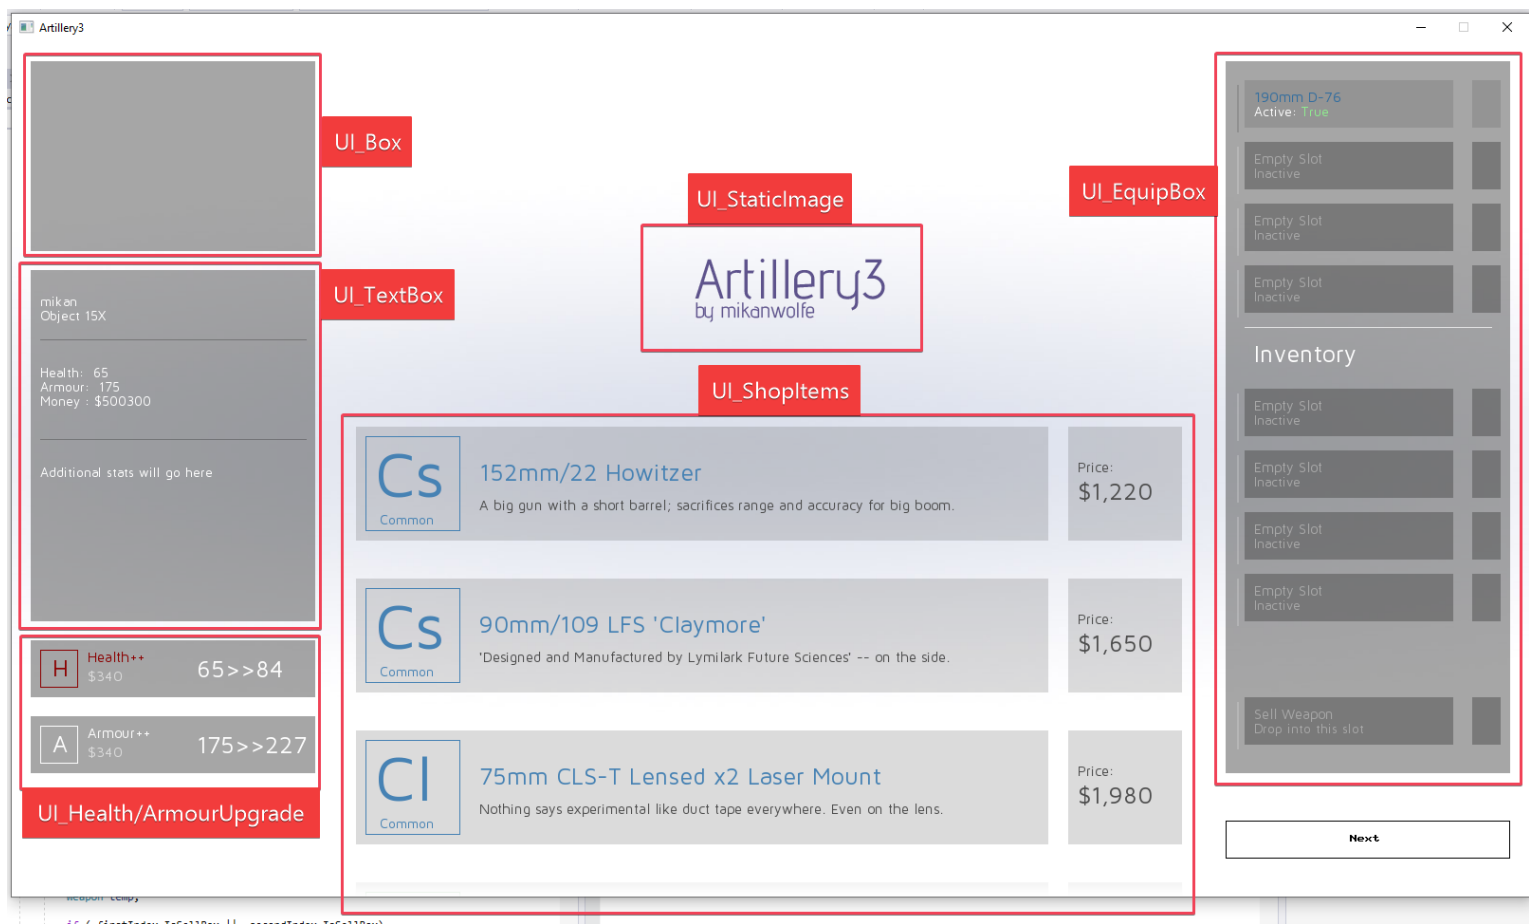 Artillery3
UI_Box
UI_StaticImage
Artillery3
by mikanwolfe
UI_TextBox
mikan
Object 15X
Health: 65
Armour: 175
Money : $500300
Additional stats will go here
H
Health++
$340
65>>84
A
Armour++
$340
175>>227
UI_Health/ArmourUpgrade
UI_ShopItems
Cs
Common
152mm/22 Howitzer
A big gun with a short barrel; sacrifices range and accuracy for big boom.
Price:
$1,220
Cs
Common
90mm/109 LFS 'Claymore'
'Designed and Manufactured by Lymilark Future Sciences' -- on the side.
Price:
$1,650
Cl
Common
75mm CLS-T Lensed x2 Laser Mount
Nothing says experimental like duct tape everywhere. Even on the lens.
Price:
$1,980
UI_EquipBox
190mm D-76
Active: True
Empty Slot
Inactive
Empty Slot
Inactive
Empty Slot
Inactive
Inventory
Empty Slot
Inactive
Empty Slot
Inactive
Empty Slot
Inactive
Empty Slot
Inactive
Sell Weapon
Drop into this slot
Next